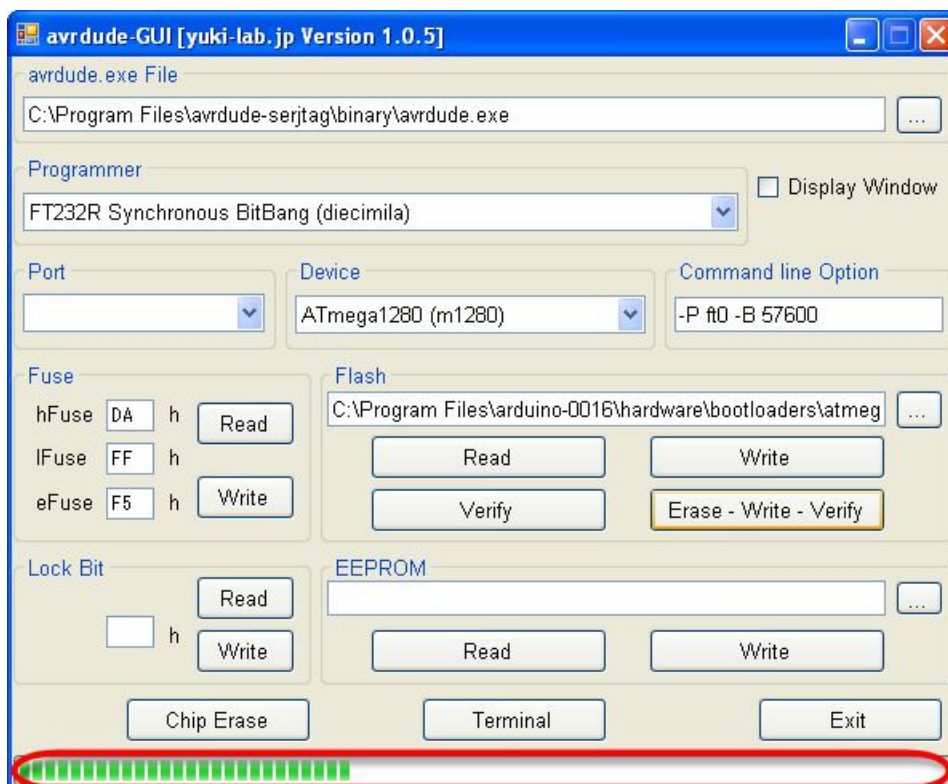 avrdude-GUI [yuki-lab.jp Version 1.0.5]
avrdude.exe File
C:\Program Files\avrdude-serjtag\binary\avrdude.exe
...
Programmer
FT232R Synchronous BitBang (diecimila)
Display Window
Port
Device
ATmega1280 (m1280)
Command line Option
-P ft0 -B 57600
Fuse
hFuse DA h
Read
lFuse FF h
eFuse F5 h
Write
Flash
C:\Program Files\arduino-0016\hardware\bootloaders\atmeg
...
Read
Write
Verify
Erase - Write - Verify
Lock Bit
Read
h
Write
EEPROM
...
Read
Write
Chip Erase
Terminal
Exit